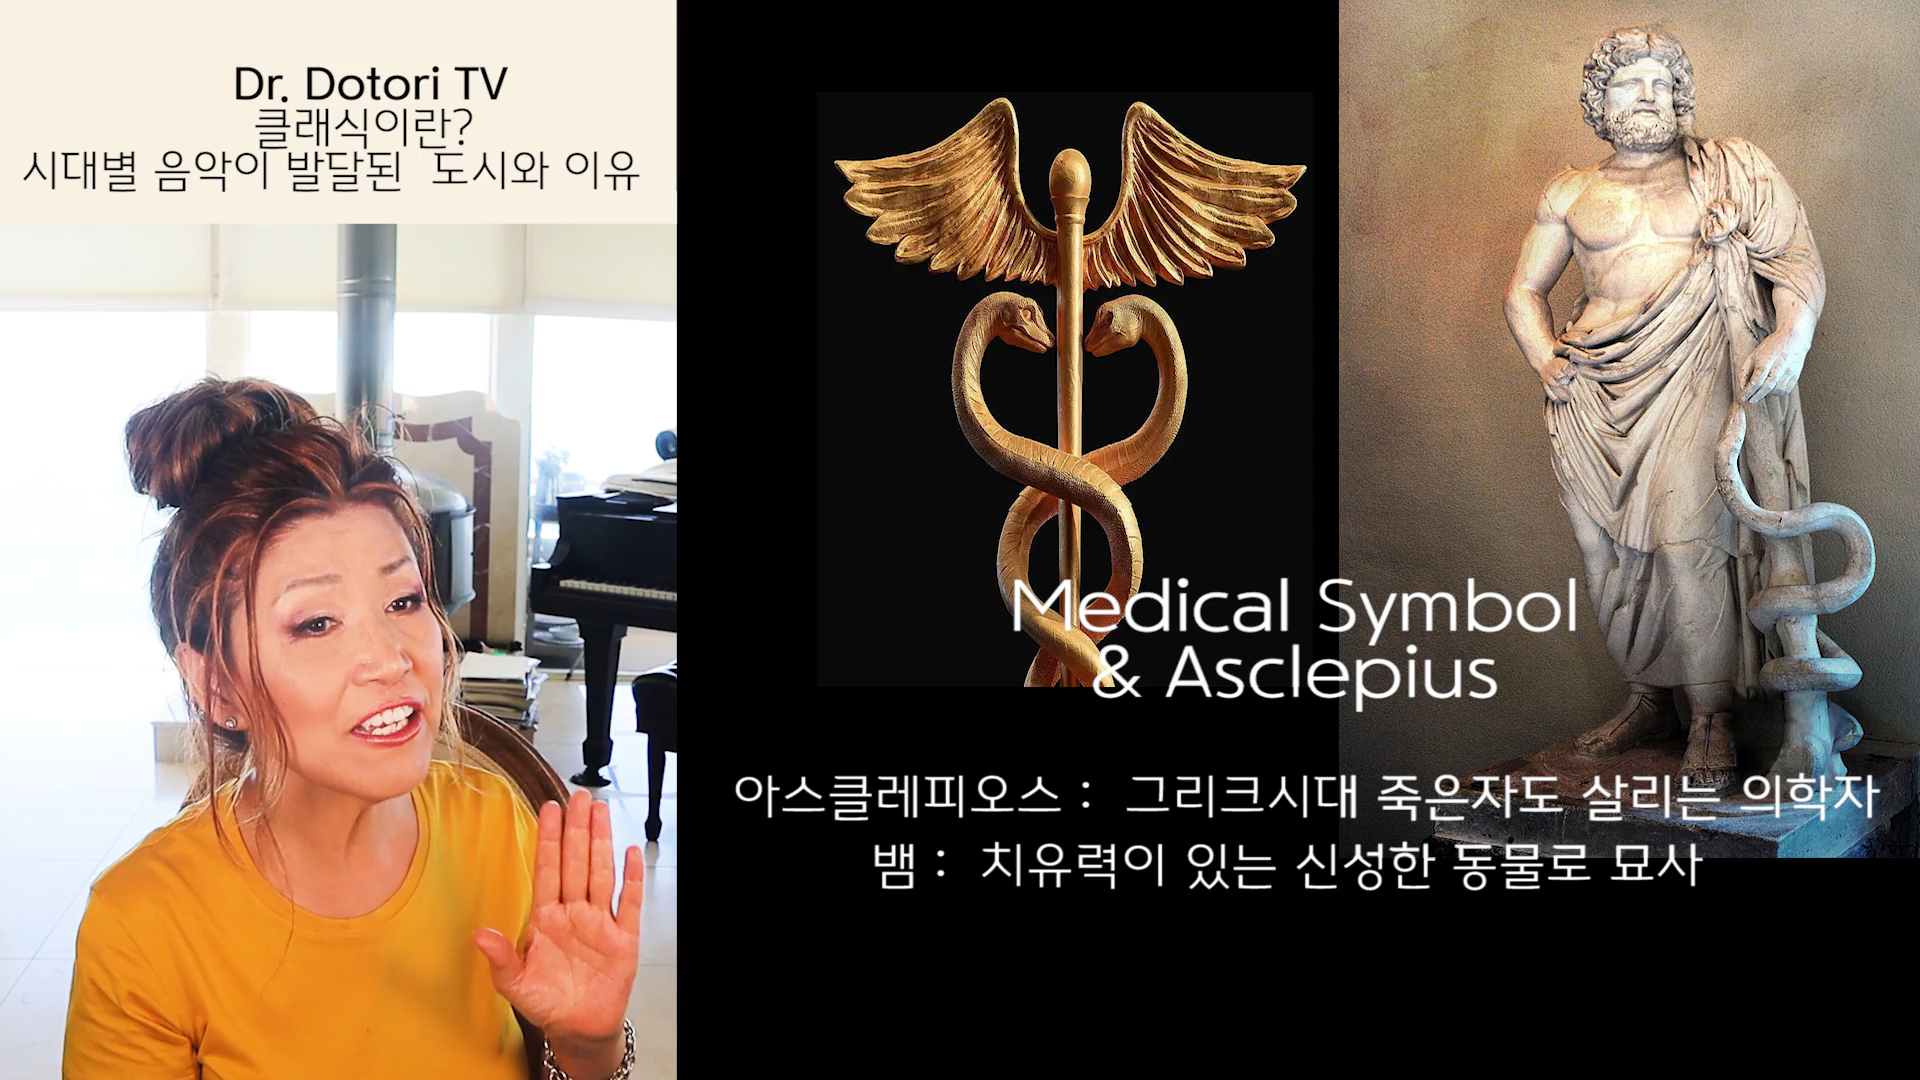 Dr. Dotori TV
클래식이란?
시대별 음악이 발달된 도시와 이유
Medical Symbol
& Asclepius
아스클레피오스 : 그리크시대 죽은자도 살리는 의학자
뱀 : 치유력이 있는 신성한 동물로 묘사